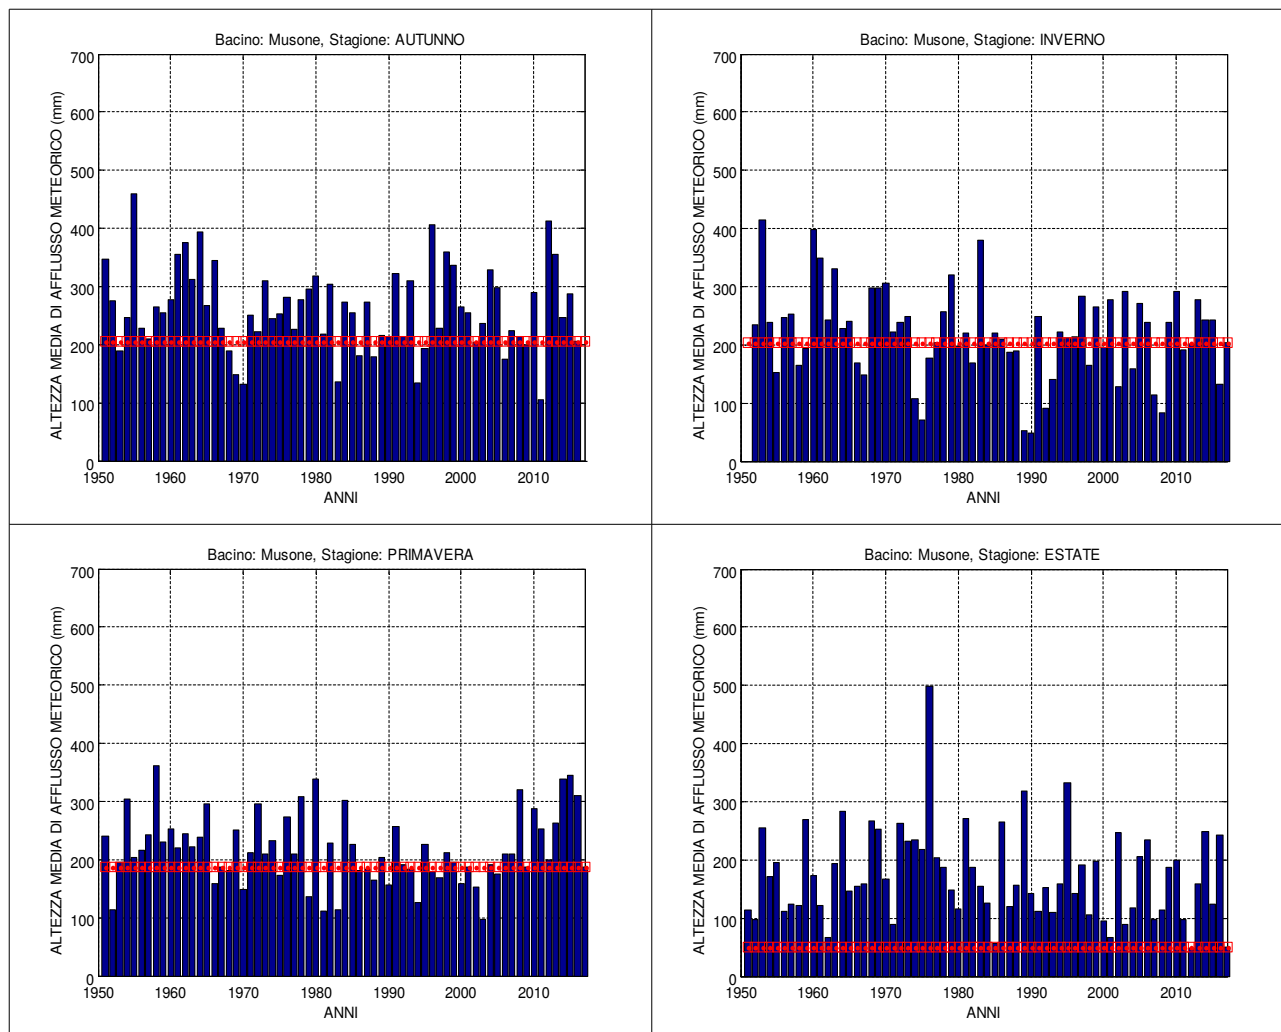 Bacino: Musone, Stagione: AUTUNNO
ALTEZZA MEDIA DI AFFLUSSO METEORICO (mm)
700
600
500
400
300
200
100
0
1950 1960 1970 1980 1990 2000 2010
ANNI
Bacino: Musone, Stagione: INVERNO
ALTEZZA MEDIA DI AFFLUSSO METEORICO (mm)
700
600
500
400
300
200
100
0
1950 1960 1970 1980 1990 2000 2010
ANNI
Bacino: Musone, Stagione: PRIMAVERA
ALTEZZA MEDIA DI AFFLUSSO METEORICO (mm)
700
600
500
400
300
200
100
0
1950 1960 1970 1980 1990 2000 2010
ANNI
Bacino: Musone, Stagione: ESTATE
ALTEZZA MEDIA DI AFFLUSSO METEORICO (mm)
700
600
500
400
300
200
100
0
1950 1960 1970 1980 1990 2000 2010
ANNI